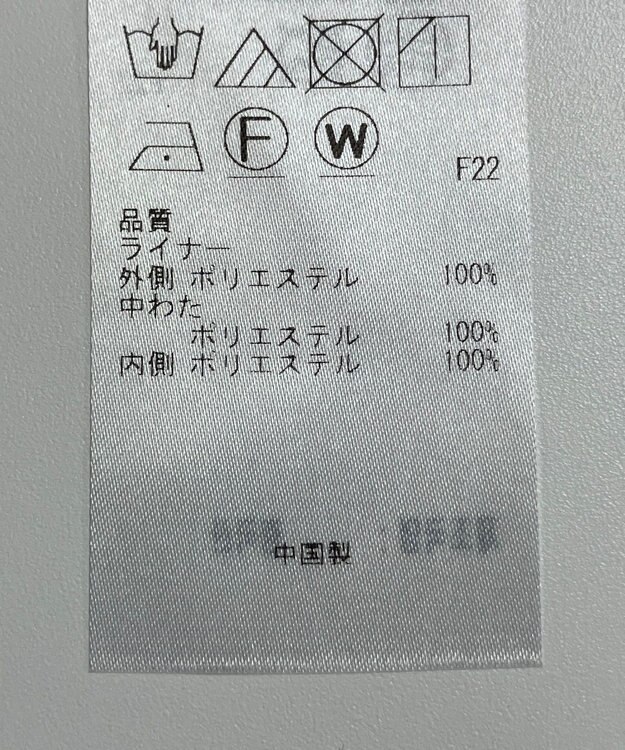 F W
F22
品質
ライナー
外側 ポリエステル 100%
中わた
ポリエステル 100%
内側 ポリエステル 100%
中国製